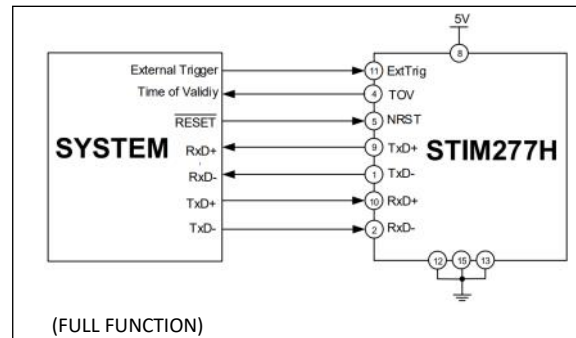 5V
8
External Trigger
11
ExtTrig
Time of Validiy
4
TOV
RESET
5
NRST
SYSTEM
STIM277H
RxD+
9
TxD+
RxD-
1
TxD-
TxD+
10
RxD+
TxD-
2
RxD-
12
15
13
(FULL FUNCTION)